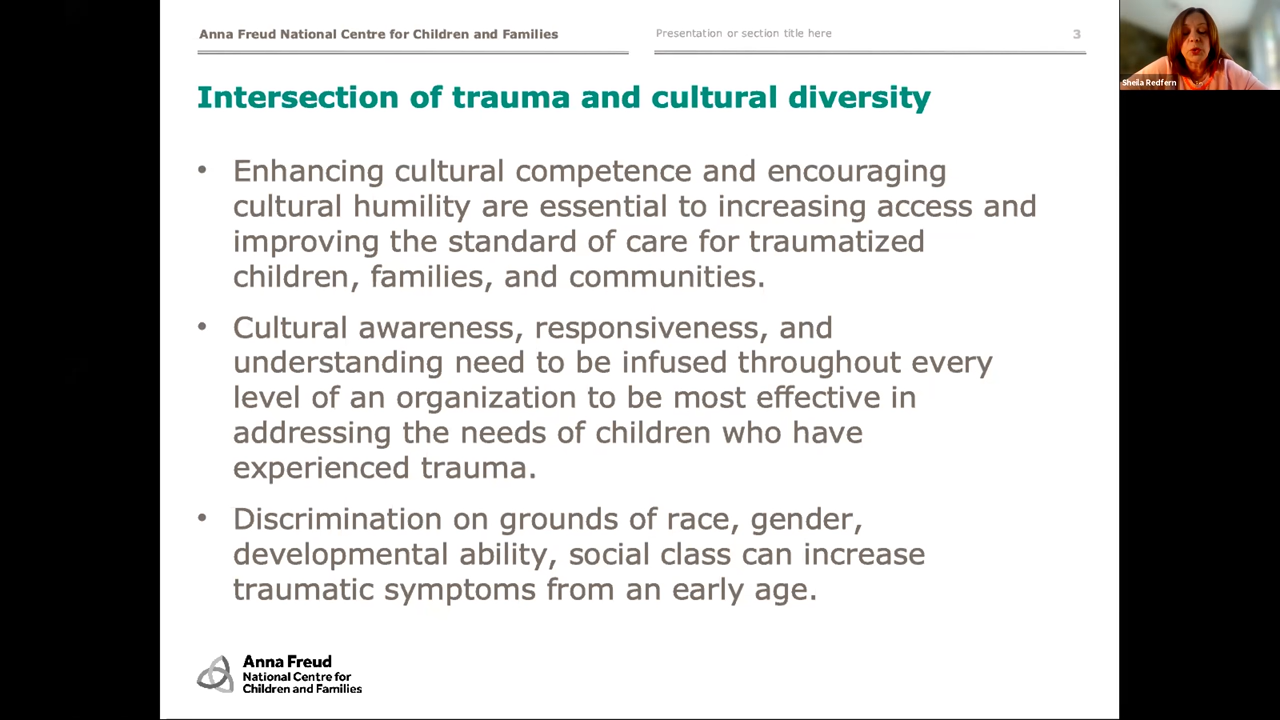 Anna Freud National Centre for Children and Families
Presentation or section title here
3
Sheila Redfern
Intersection of trauma and cultural diversity
• Enhancing cultural competence and encouraging
cultural humility are essential to increasing access and
improving the standard of care for traumatized
children, families, and communities.
• Cultural awareness, responsiveness, and
understanding need to be infused throughout every
level of an organization to be most effective in
addressing the needs of children who have
experienced trauma.
• Discrimination on grounds of race, gender,
developmental ability, social class can increase
traumatic symptoms from an early age.
Anna Freud
National Centre for
Children and Families